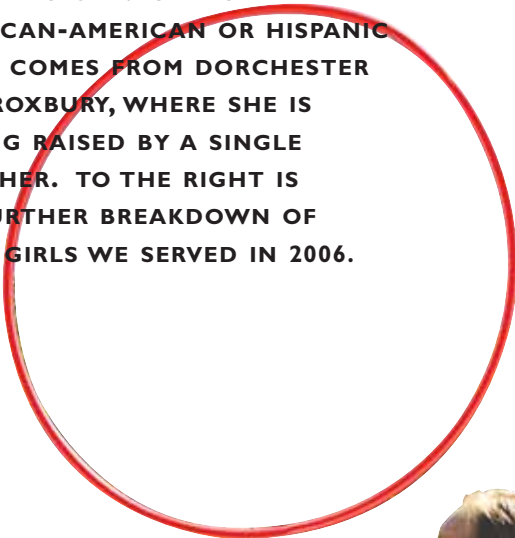 CAN-AMERICAN OR HISPANIC
COMES FROM DORCHESTER
ROXBURY, WHERE SHE IS
G RAISED BY A SINGLE
HER. TO THE RIGHT IS
URTHER BREAKDOWN OF
GIRLS WE SERVED IN 2006.